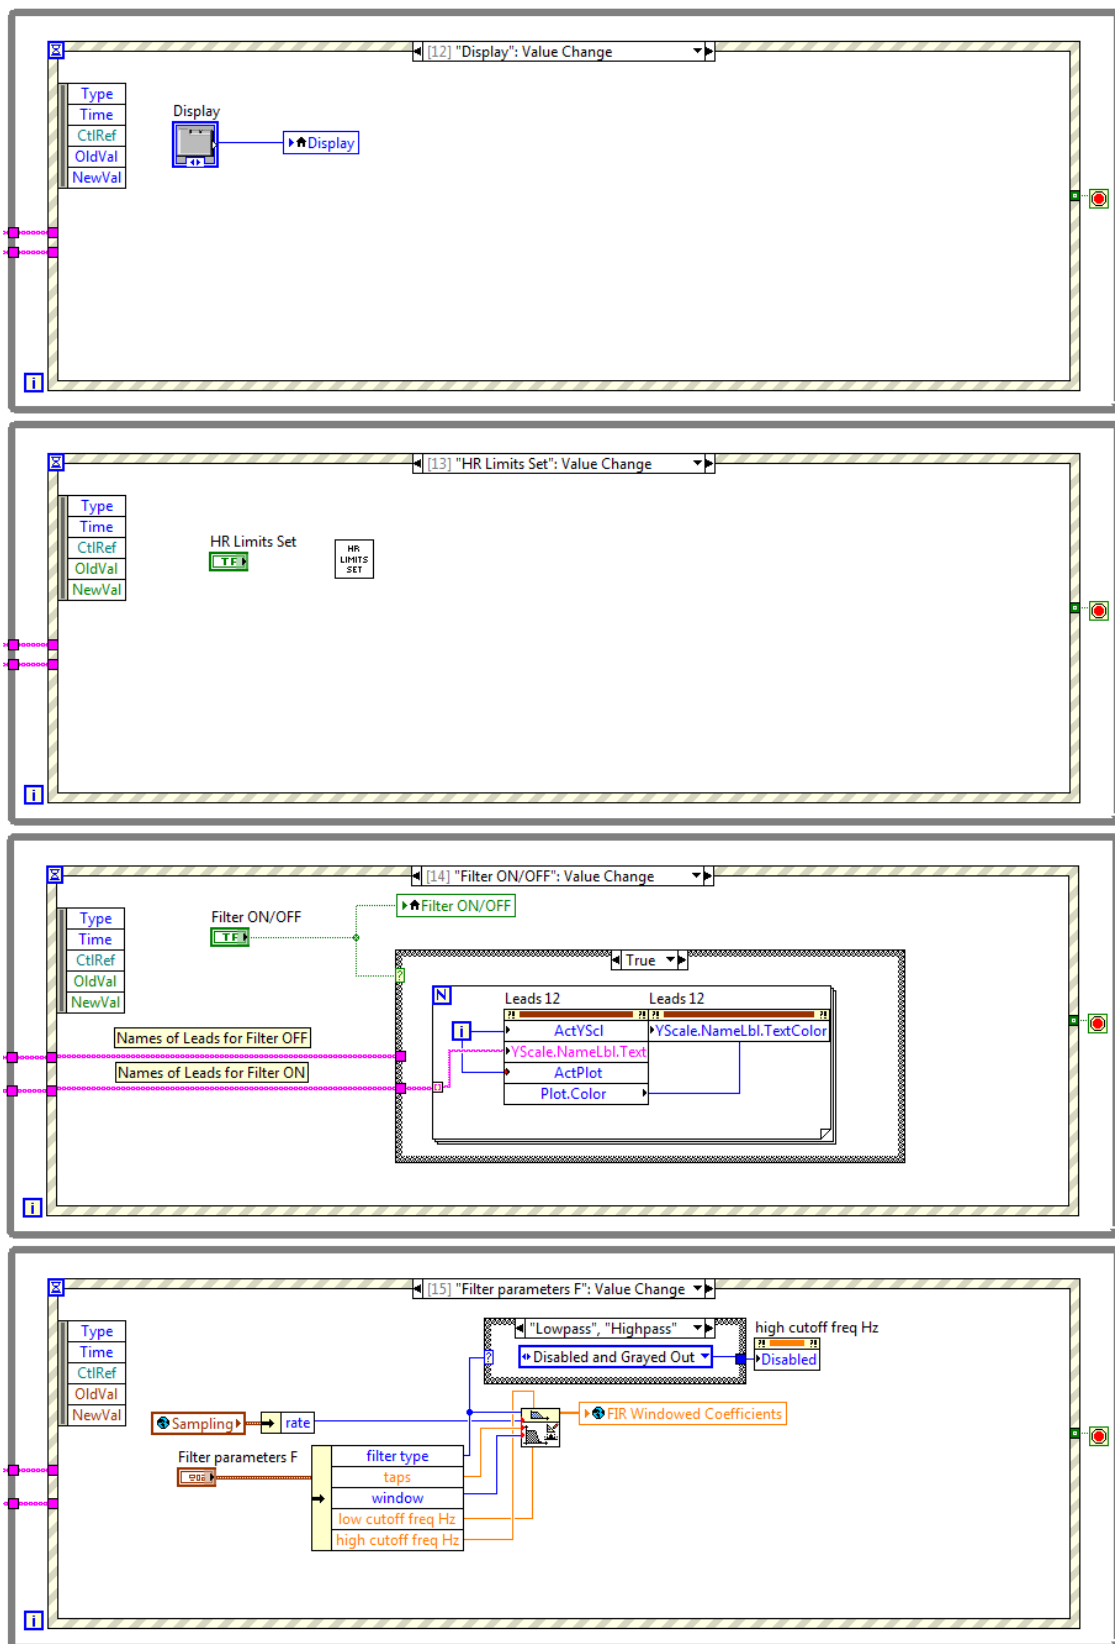 [12] "Display": Value Change
Type
Time
CtlRef
OldVal
NewVal
Display
Display
i
[13] "HR Limits Set": Value Change
Type
Time
CtlRef
OldVal
NewVal
HR Limits Set
TF
HR
LIMITS
SET
i
[14] "Filter ON/OFF": Value Change
Type
Time
CtlRef
OldVal
NewVal
Filter ON/OFF
TF
Filter ON/OFF
?
True
N
Leads 12
Leads 12
i
ActYScl
YScale.NameLbl.TextColor
YScale.NameLbl.Text
ActPlot
Plot.Color
Names of Leads for Filter OFF
Names of Leads for Filter ON
i
[15] "Filter parameters F": Value Change
Type
Time
CtlRef
OldVal
NewVal
"Lowpass", "Highpass"
?
Disabled and Grayed Out
high cutoff freq Hz
Disabled
Sampling
rate
FIR Windowed Coefficients
Filter parameters F
filter type
taps
window
low cutoff freq Hz
high cutoff freq Hz
i